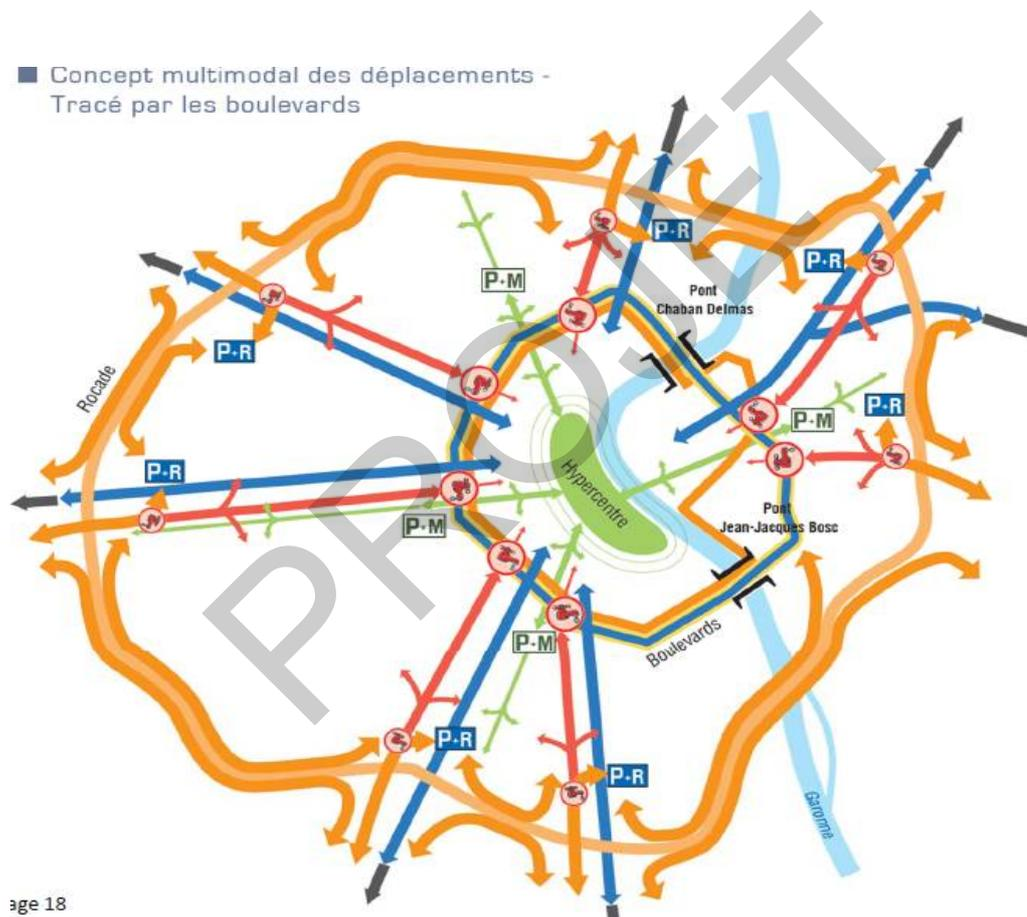 Concept multimodal des déplacements -
Tracé par les boulevards
PROJET
P+M
P+R
P+R
Pont
Chaban Delmas
P+R
Rocade
P+R
P+M
P+R
Hypercentre
P+M
Pont
Jean-Jacques Bosc
P+M
Boulevards
P+R
P+R
Garonne
age 18